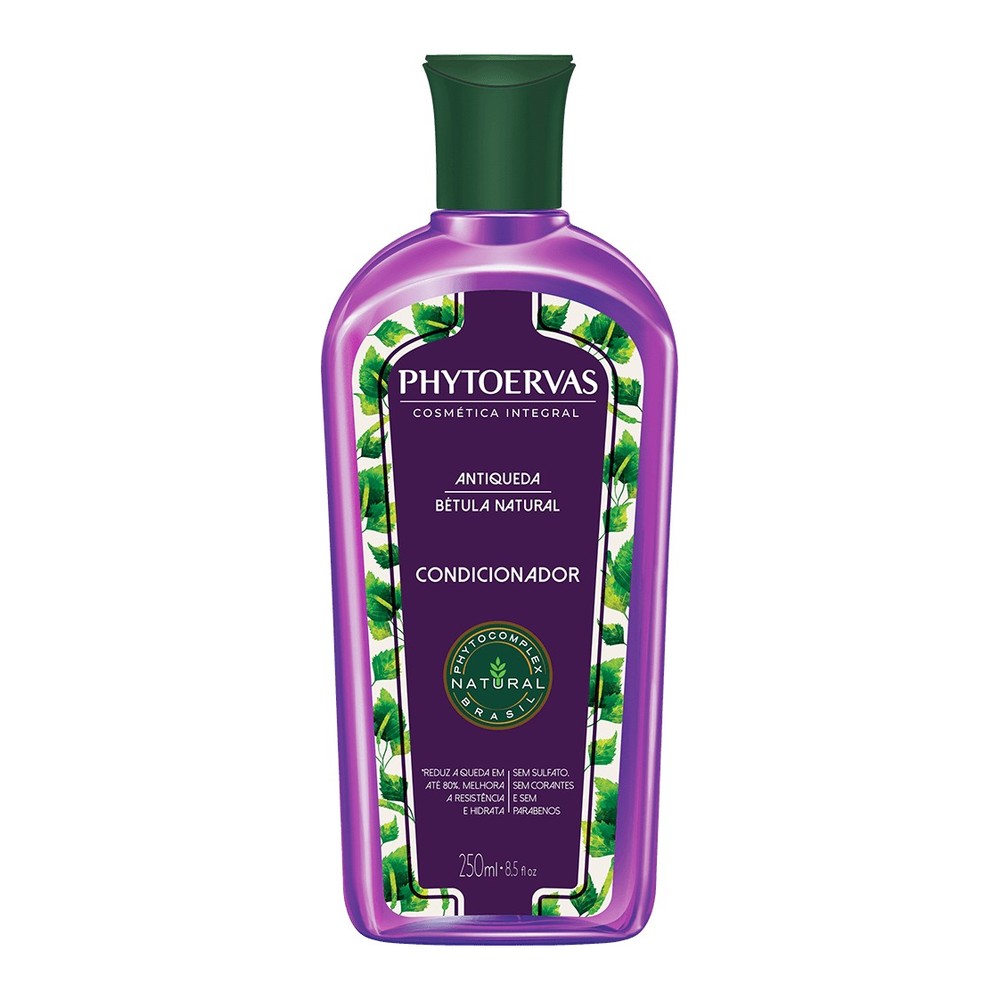 PHYTOERVAS
COSMÉTICA INTEGRAL
ANTIQUEDA
BÉTULA NATURAL
CONDICIONADOR
PHYTOCOMPLEX
NATURAL
BRASIL
*REDUZ A QUEDA EM
ATÉ 80%, MELHORA
A RESISTÊNCIA
E HIDRATA
SEM SULFATO,
SEM CORANTES
E SEM
PARABENOS
250ml • 8.5 fl oz